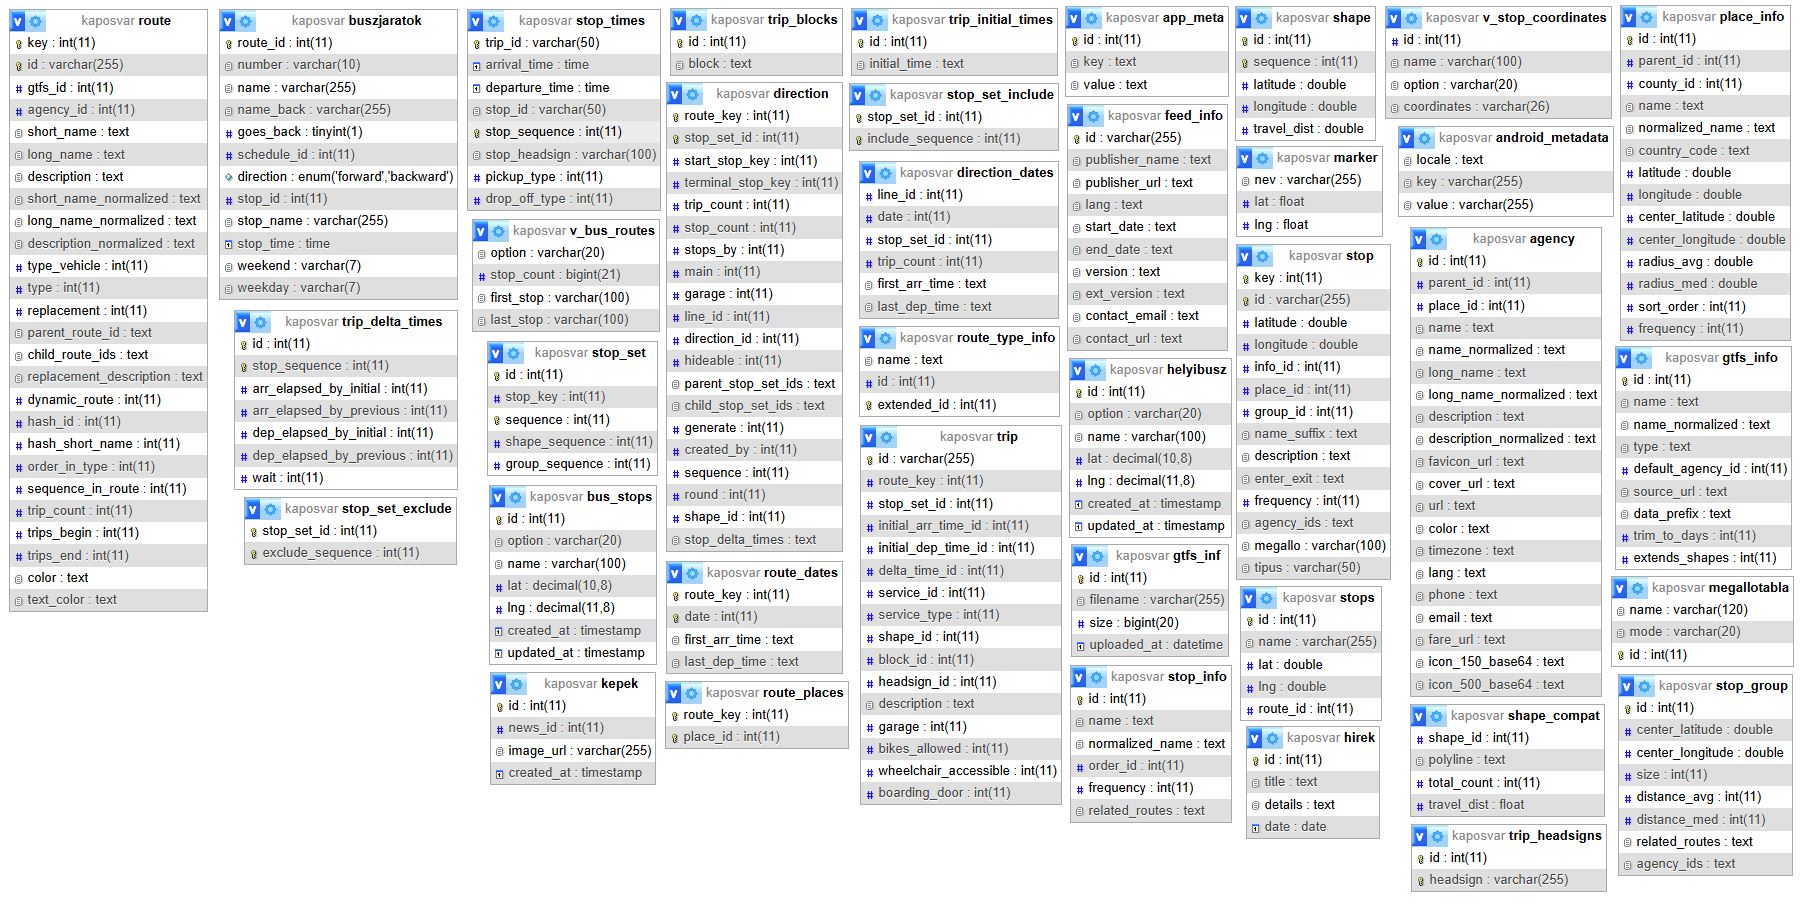 kaposvar route
key : int(11)
id : varchar(255)
gtfs_id : int(11)
agency_id : int(11)
short_name : text
long_name : text
description : text
short_name_normalized : text
long_name_normalized : text
description_normalized : text
type_vehicle : int(11)
type : int(11)
replacement : int(11)
parent_route_id : text
child_route_ids : text
replacement_description : text
dynamic_route : int(11)
hash_id : int(11)
hash_short_name : int(11)
order_in_type : int(11)
sequence_in_route : int(11)
trip_count : int(11)
trips_begin : int(11)
trips_end : int(11)
color : text
text_color : text
kaposvar buszjaratok
route_id : int(11)
number : varchar(10)
name : varchar(255)
name_back : varchar(255)
goes_back : tinyint(1)
schedule_id : int(11)
direction : enum('forward','backward')
stop_id : int(11)
stop_name : varchar(255)
stop_time : time
weekend : varchar(7)
weekday : varchar(7)
kaposvar trip_delta_times
id : int(11)
stop_sequence : int(11)
arr_elapsed_by_initial : int(11)
arr_elapsed_by_previous : int(11)
dep_elapsed_by_initial : int(11)
dep_elapsed_by_previous : int(11)
wait : int(11)
kaposvar stop_set_exclude
stop_set_id : int(11)
exclude_sequence : int(11)
kaposvar stop_times
trip_id : varchar(50)
arrival_time : time
departure_time : time
stop_id : varchar(50)
stop_sequence : int(11)
stop_headsign : varchar(100)
pickup_type : int(11)
drop_off_type : int(11)
kaposvar v_bus_routes
option : varchar(20)
stop_count : bigint(21)
first_stop : varchar(100)
last_stop : varchar(100)
kaposvar stop_set
id : int(11)
stop_key : int(11)
sequence : int(11)
shape_sequence : int(11)
group_sequence : int(11)
kaposvar bus_stops
id : int(11)
option : varchar(20)
name : varchar(100)
lat : decimal(10,8)
lng : decimal(11,8)
created_at : timestamp
updated_at : timestamp
kaposvar kepek
id : int(11)
news_id : int(11)
image_url : varchar(255)
created_at : timestamp
kaposvar trip_blocks
id : int(11)
block : text
kaposvar direction
route_key : int(11)
stop_set_id : int(11)
start_stop_key : int(11)
terminal_stop_key : int(11)
trip_count : int(11)
stop_count : int(11)
stops_by : int(11)
main : int(11)
garage : int(11)
line_id : int(11)
direction_id : int(11)
hideable : int(11)
parent_stop_set_ids : text
child_stop_set_ids : text
generate : int(11)
created_by : int(11)
sequence : int(11)
round : int(11)
shape_id : int(11)
stop_delta_times : text
kaposvar route_dates
route_key : int(11)
date : int(11)
first_arr_time : text
last_dep_time : text
kaposvar route_places
route_key : int(11)
place_id : int(11)
kaposvar trip_initial_times
id : int(11)
initial_time : text
kaposvar stop_set_include
stop_set_id : int(11)
include_sequence : int(11)
kaposvar direction_dates
line_id : int(11)
date : int(11)
stop_set_id : int(11)
trip_count : int(11)
first_arr_time : text
last_dep_time : text
kaposvar route_type_info
name : text
id : int(11)
extended_id : int(11)
kaposvar trip
id : varchar(255)
route_key : int(11)
stop_set_id : int(11)
initial_arr_time_id : int(11)
initial_dep_time_id : int(11)
delta_time_id : int(11)
service_id : int(11)
service_type : int(11)
shape_id : int(11)
block_id : int(11)
headsign_id : int(11)
description : text
garage : int(11)
bikes_allowed : int(11)
wheelchair_accessible : int(11)
boarding_door : int(11)
kaposvar app_meta
id : int(11)
key : text
value : text
kaposvar feed_info
id : varchar(255)
publisher_name : text
publisher_url : text
lang : text
start_date : text
end_date : text
version : text
ext_version : text
contact_email : text
contact_url : text
kaposvar helyibusz
id : int(11)
option : varchar(20)
name : varchar(100)
lat : decimal(10,8)
lng : decimal(11,8)
created_at : timestamp
updated_at : timestamp
kaposvar gtfs_inf
id : int(11)
filename : varchar(255)
size : bigint(20)
uploaded_at : datetime
kaposvar stop_info
id : int(11)
name : text
normalized_name : text
order_id : int(11)
frequency : int(11)
related_routes : text
kaposvar shape
id : int(11)
sequence : int(11)
latitude : double
longitude : double
travel_dist : double
kaposvar marker
nev : varchar(255)
lat : float
lng : float
kaposvar stop
key : int(11)
id : varchar(255)
latitude : double
longitude : double
info_id : int(11)
place_id : int(11)
group_id : int(11)
name_suffix : text
description : text
enter_exit : text
frequency : int(11)
agency_ids : text
megallo : varchar(100)
tipus : varchar(50)
kaposvar stops
id : int(11)
name : varchar(255)
lat : double
lng : double
route_id : int(11)
kaposvar hirek
id : int(11)
title : text
details : text
date : date
kaposvar v_stop_coordinates
id : int(11)
name : varchar(100)
option : varchar(20)
coordinates : varchar(26)
kaposvar android_metadata
locale : text
key : varchar(255)
value : varchar(255)
kaposvar agency
id : int(11)
parent_id : int(11)
place_id : int(11)
name : text
name_normalized : text
long_name : text
long_name_normalized : text
description : text
description_normalized : text
favicon_url : text
cover_url : text
url : text
color : text
timezone : text
lang : text
phone : text
email : text
fare_url : text
icon_150_base64 : text
icon_500_base64 : text
kaposvar shape_compat
shape_id : int(11)
polyline : text
total_count : int(11)
travel_dist : float
kaposvar trip_headsigns
id : int(11)
headsign : varchar(255)
kaposvar place_info
id : int(11)
parent_id : int(11)
county_id : int(11)
name : text
normalized_name : text
country_code : text
latitude : double
longitude : double
center_latitude : double
center_longitude : double
radius_avg : double
radius_med : double
sort_order : int(11)
frequency : int(11)
kaposvar gtfs_info
id : int(11)
name : text
name_normalized : text
type : text
default_agency_id : int(11)
source_url : text
data_prefix : text
trim_to_days : int(11)
extends_shapes : int(11)
kaposvar megallotabla
name : varchar(120)
mode : varchar(20)
id : int(11)
kaposvar stop_group
id : int(11)
center_latitude : double
center_longitude : double
size : int(11)
distance_avg : int(11)
distance_med : int(11)
related_routes : text
agency_ids : text